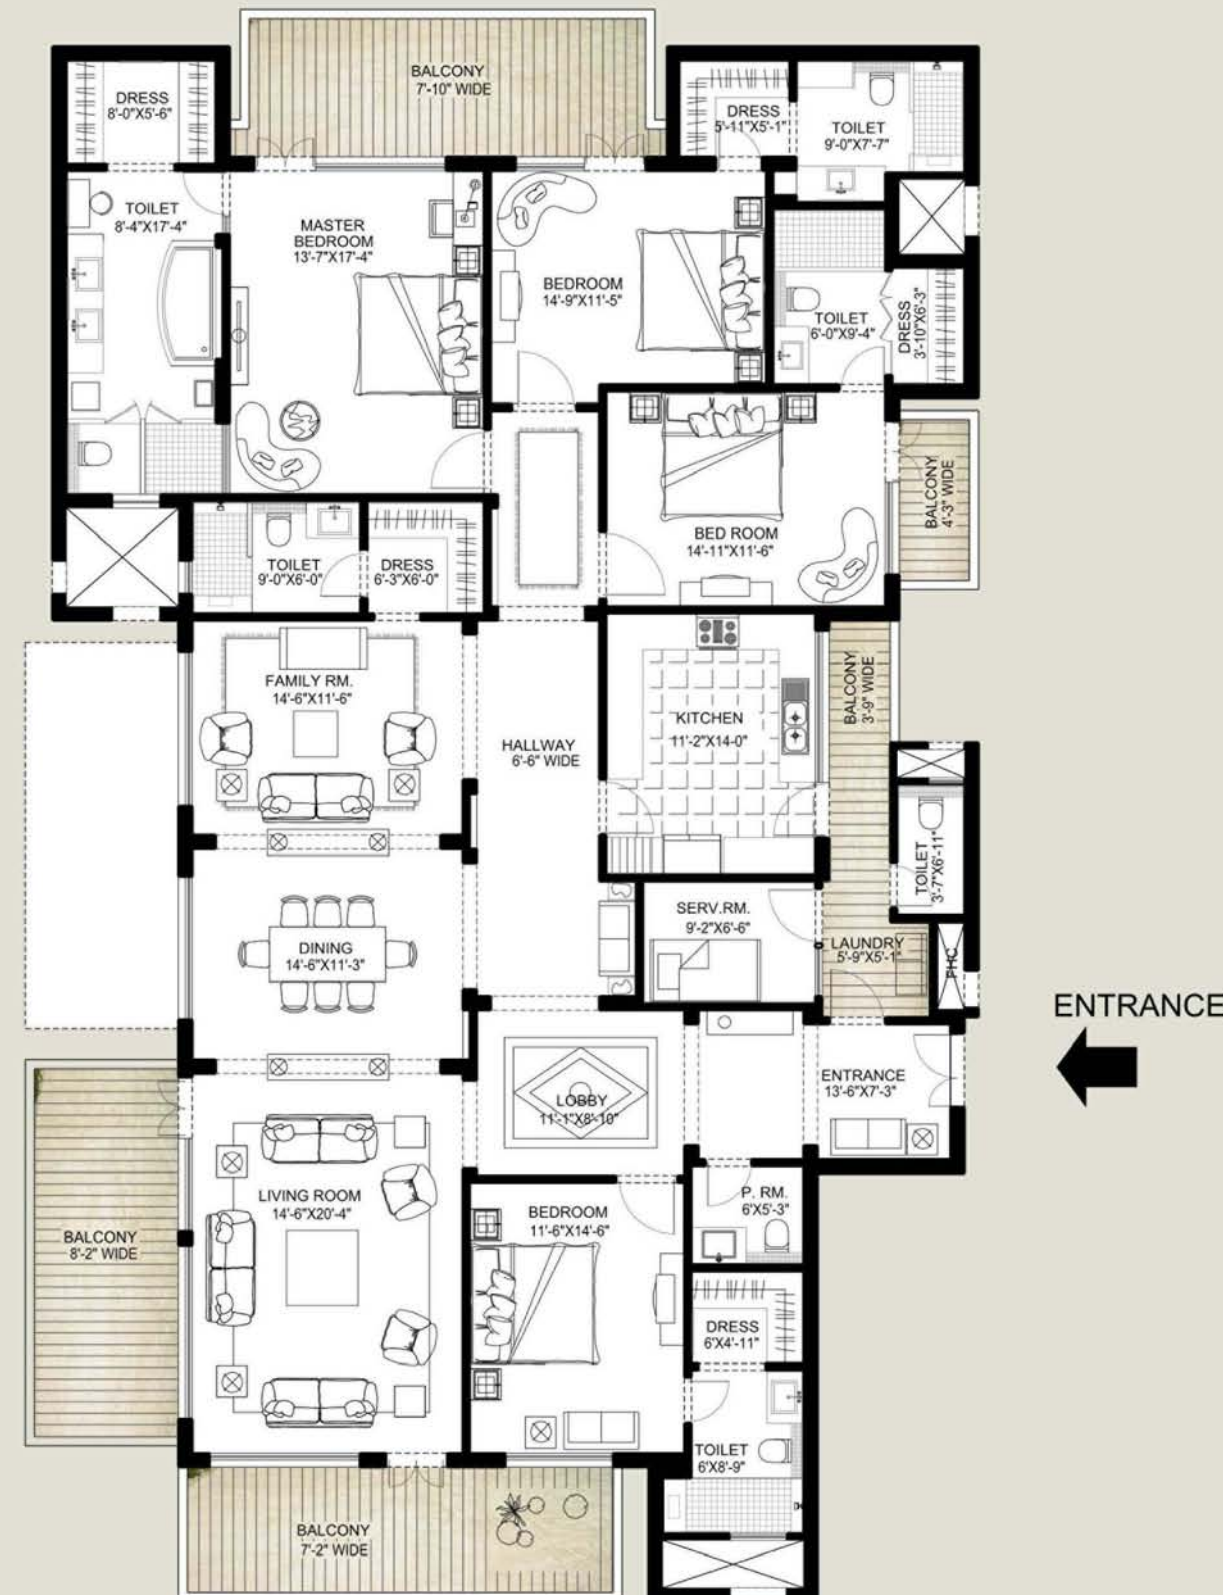 BALCONY
7'-10" WIDE
DRESS
8'-0"X5'-6"
DRESS
5'-11"X5'-1"
TOILET
9'-0"X7'-7"
TOILET
8'-4"X17'-4"
MASTER
BEDROOM
13'-7"X17'-4"
BEDROOM
14'-9"X11'-5"
TOILET
6'-0"X9'-4"
DRESS
3'-10"X6'-3"
BALCONY
4'-3" WIDE
BED ROOM
14'-11"X11'-6"
TOILET
9'-0"X6'-0"
DRESS
6'-3"X6'-0"
FAMILY RM.
14'-6"X11'-6"
HALLWAY
6'-6" WIDE
KITCHEN
11'-2"X14'-0"
BALCONY
3'-9" WIDE
TOILET
3'-7"X6'-11"
SERV.RM.
9'-2"X6'-6"
LAUNDRY
5'-9"X5'-1"
PHC
DINING
14'-6"X11'-3"
ENTRANCE
ENTRANCE
13'-6"X7'-3"
LOBBY
11'-1"X8'-10"
LIVING ROOM
14'-6"X20'-4"
BEDROOM
11'-6"X14'-6"
P. RM.
6'X5'-3"
BALCONY
8'-2" WIDE
DRESS
6'X4'-11"
TOILET
6'X8'-9"
BALCONY
7'-2" WIDE